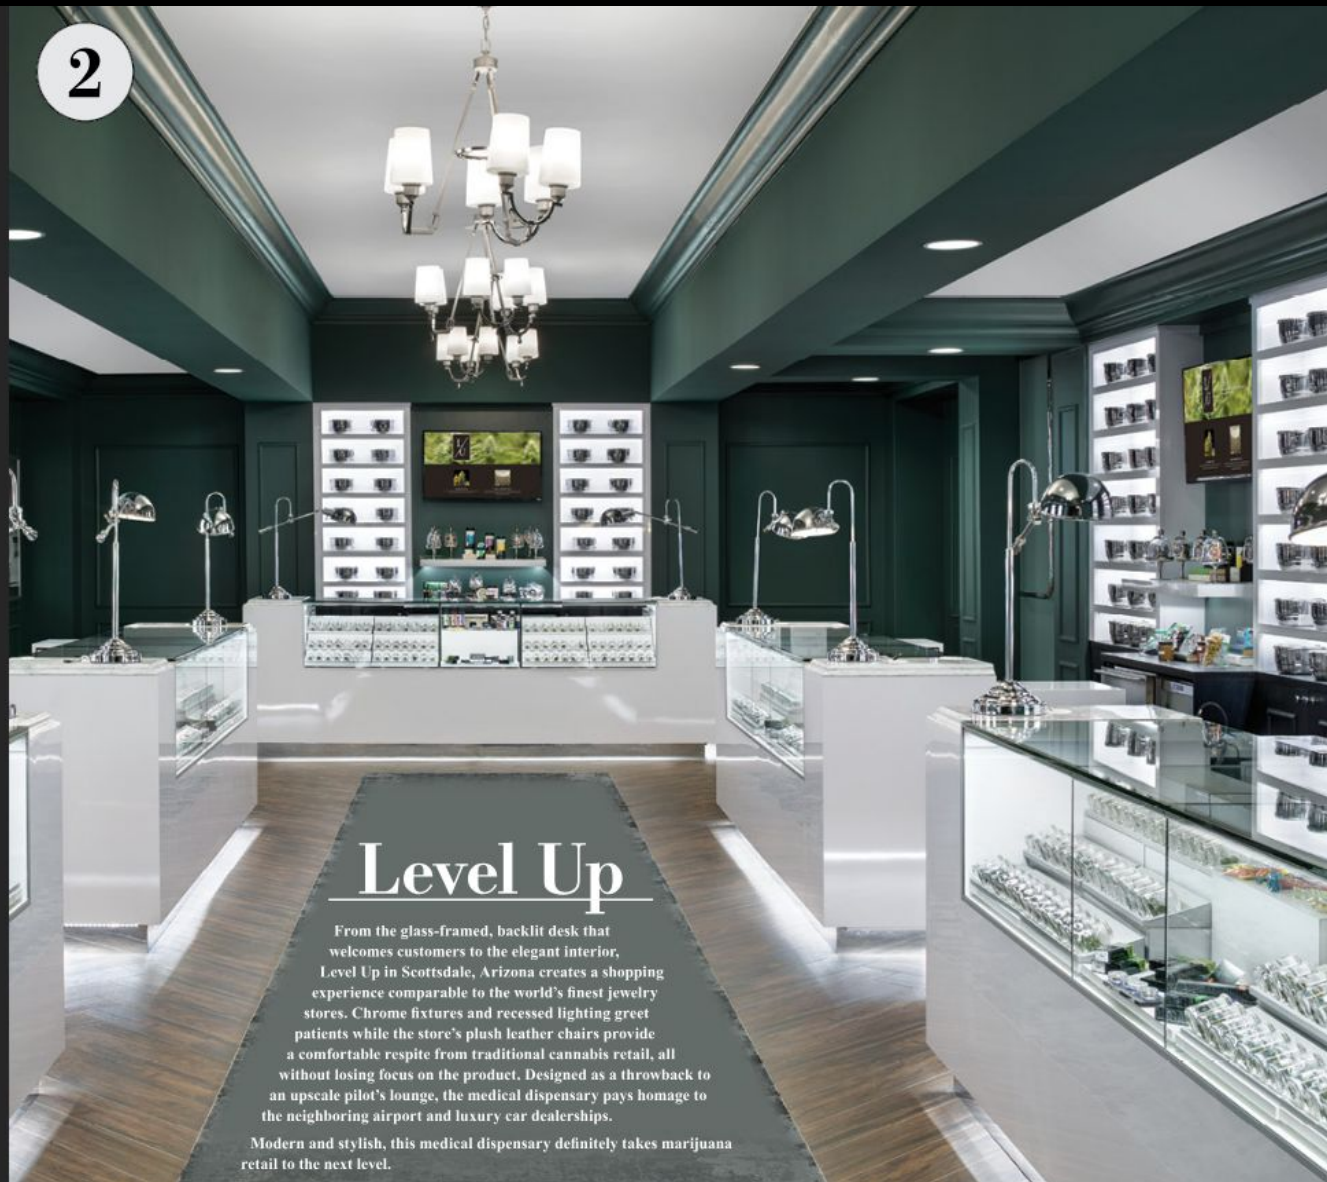 2
Level Up
From the glass-framed, backlit desk that
welcomes customers to the elegant interior,
Level Up in Scottsdale, Arizona creates a shopping
experience comparable to the world’s finest jewelry
stores. Chrome fixtures and recessed lighting greet
patients while the store’s plush leather chairs provide
a comfortable respite from traditional cannabis retail, all
without losing focus on the product. Designed as a throwback to
an upscale pilot’s lounge, the medical dispensary pays homage to
the neighboring airport and luxury car dealerships.
Modern and stylish, this medical dispensary definitely takes marijuana
retail to the next level.